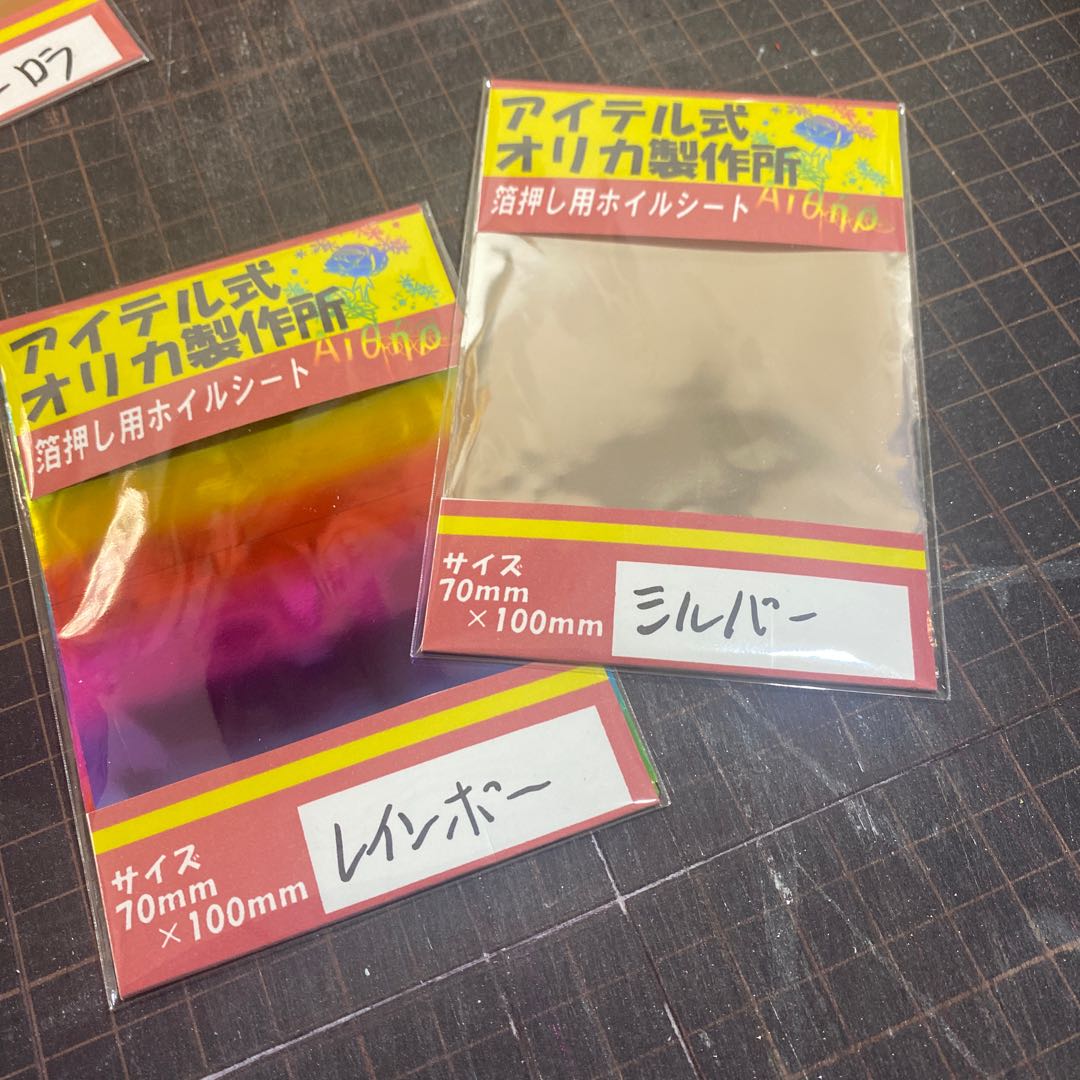 ーロラ
アイテル式
オリカ製作所
箔押し用ホイルシート
サイズ
70mm
×100mm
シルバー
アイテル式
オリカ製作所
箔押し用ホイルシート
サイズ
70mm
×100mm
レインボー